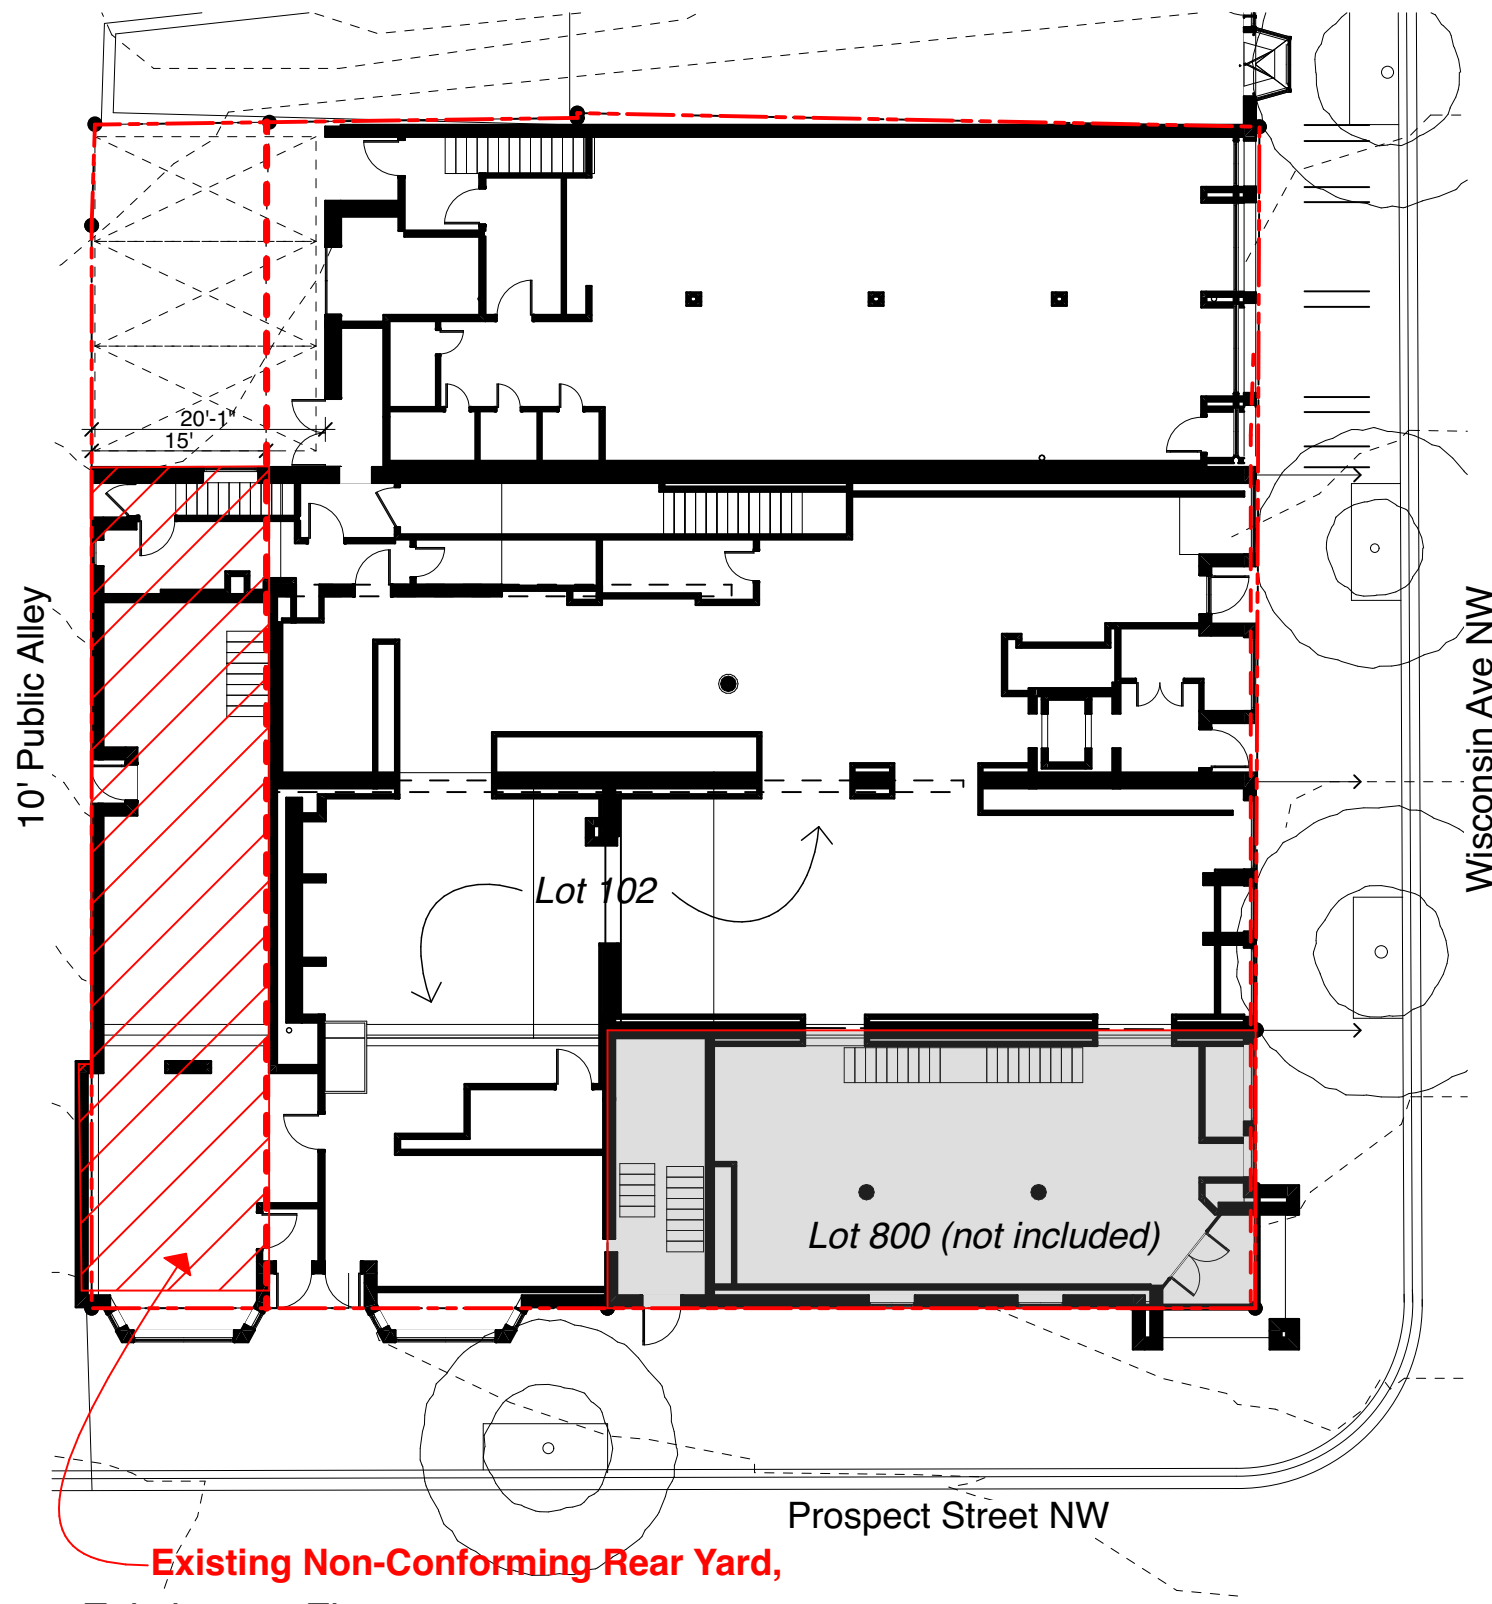 20'-1"
15'
10' Public Alley
Wisconsin Ave NW
Lot 102
Lot 800 (not included)
Prospect Street NW
Existing Non-Conforming Rear Yard,